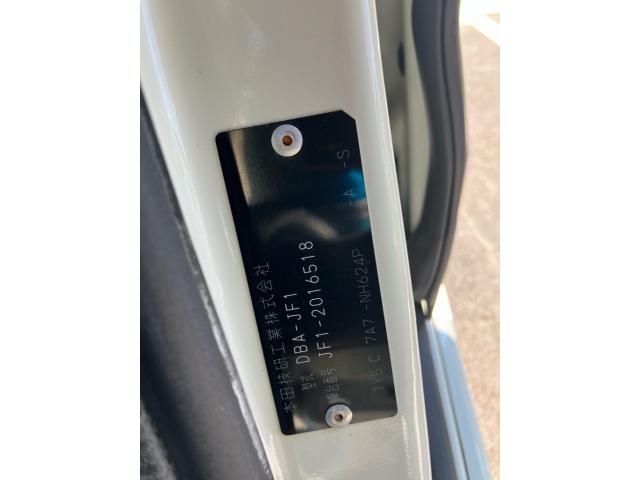 本田技研工業株式会社
型式 DBA-JF1
車台番号 JF1-2016518
TY5 C 7A7 -NH624P -A -S